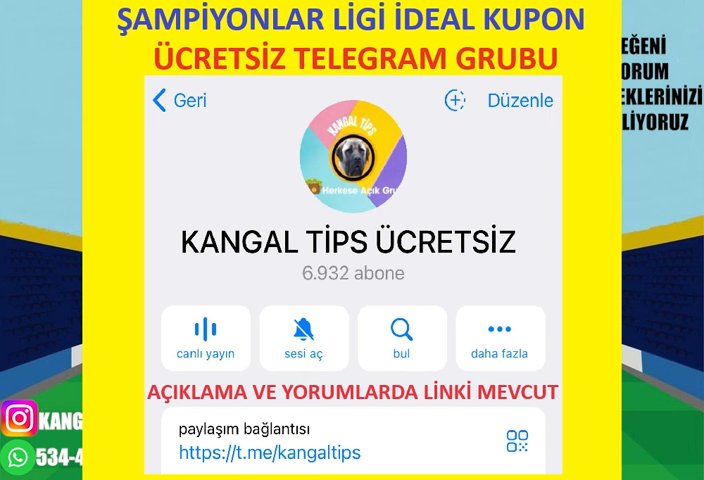 ŞAMPİYONLAR LİGİ İDEAL KUPON
ÜCRETSİZ TELEGRAM GRUBU
Geri
Düzenle
KANGAL TİPS
Herkese Açık Gru
KANGAL TİPS ÜCRETSİZ
6.932 abone
canlı yayın
sesi aç
bul
daha fazla
AÇIKLAMA VE YORUMLARDA LİNKİ MEVCUT
paylaşım bağlantısı
https://t.me/kangaltips
EĞENİ
ORUM
EKLERİNİZİ
LİYORUZ
KANG
534-4